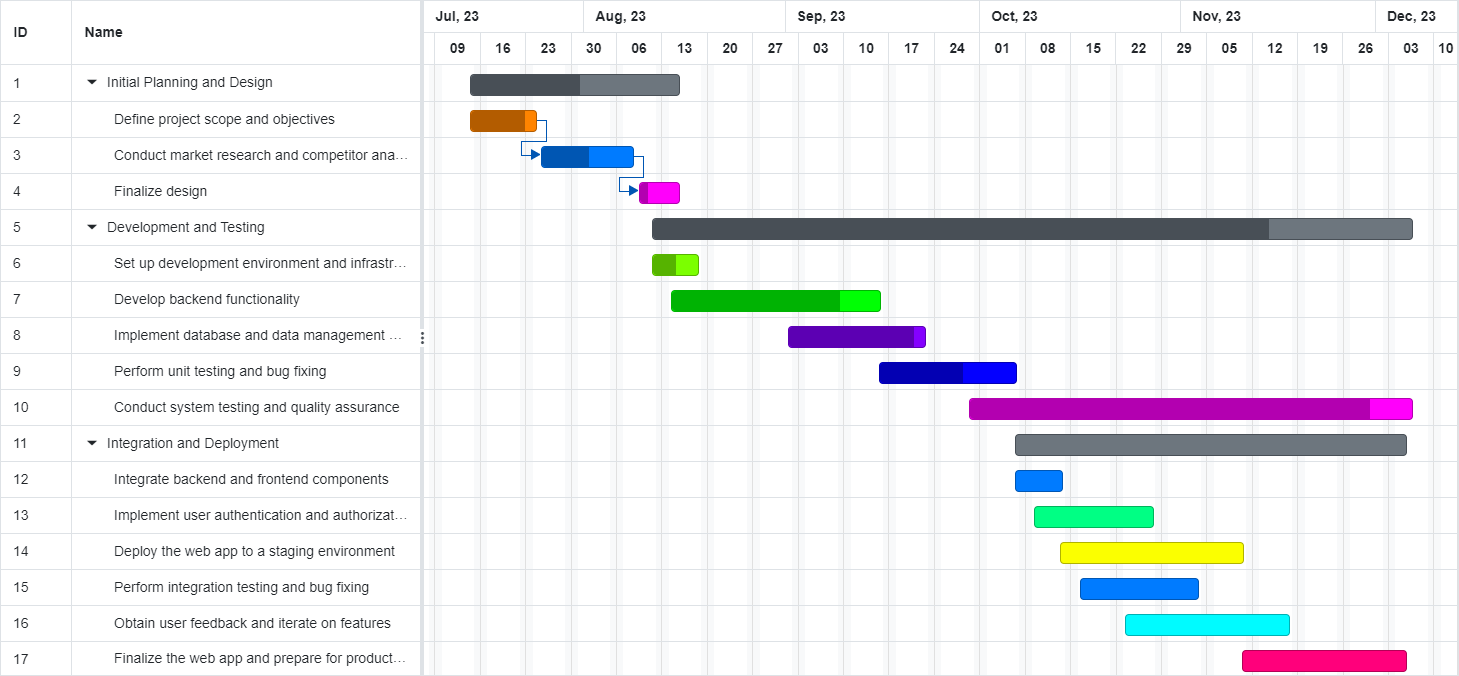 Jul, 23 Aug, 23 Sep, 23 Oct, 23 Nov, 23 Dec, 23
ID Name
09 16 23 30 06 13 20 27 03 10 17 24 01 08 15 22 29 05 12 19 26 03 10
1 Initial Planning and Design
2 Define project scope and objectives
3 Conduct market research and competitor ana…
4 Finalize design
5 Development and Testing
6 Set up development environment and infrastr…
7 Develop backend functionality
8 Implement database and data management …
9 Perform unit testing and bug fixing
10 Conduct system testing and quality assurance
11 Integration and Deployment
12 Integrate backend and frontend components
13 Implement user authentication and authorizat…
14 Deploy the web app to a staging environment
15 Perform integration testing and bug fixing
16 Obtain user feedback and iterate on features
17 Finalize the web app and prepare for product…